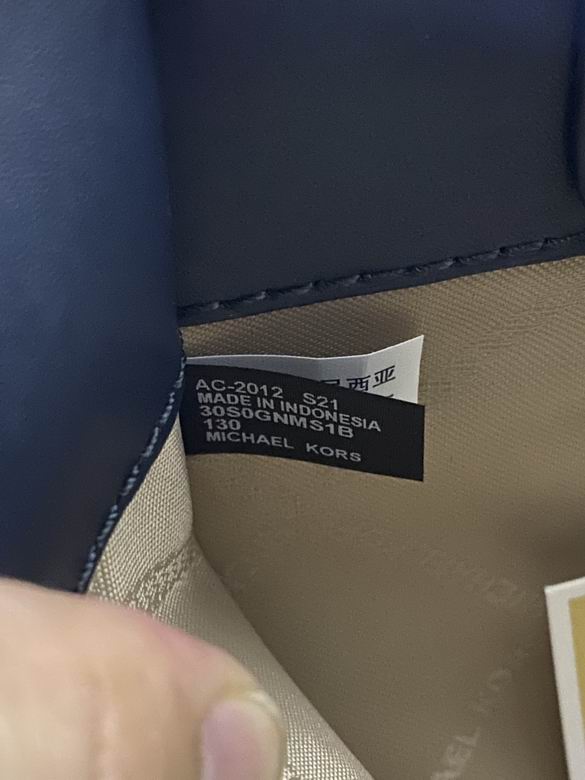 西亚
AC-2012 S21
MADE IN INDONESIA
30S0GNMS1B
130
MICHAEL KORS